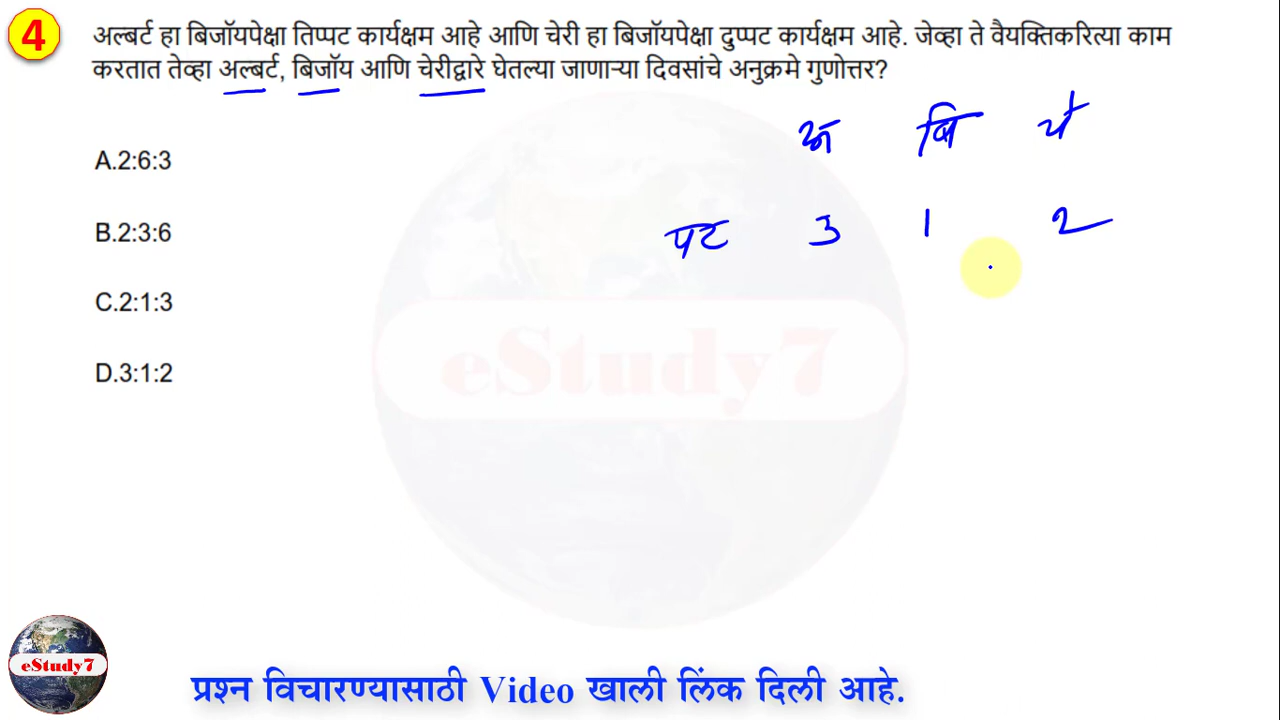 4
अल्बर्ट हा बिजॉयपेक्षा तिप्पट कार्यक्षम आहे आणि चेरी हा बिजॉयपेक्षा दुप्पट कार्यक्षम आहे. जेव्हा ते वैयक्तिकरित्या काम
करतात तेव्हा अल्बर्ट, बिजॉय आणि चेरीद्वारे घेतल्या जाणाऱ्या दिवसांचे अनुक्रमे गुणोत्तर?
अ बि चे
A.2:6:3
पट 3 1 2
B.2:3:6
C.2:1:3
eStudy7
D.3:1:2
eStudy7
प्रश्न विचारण्यासाठी Video खाली लिंक दिली आहे.